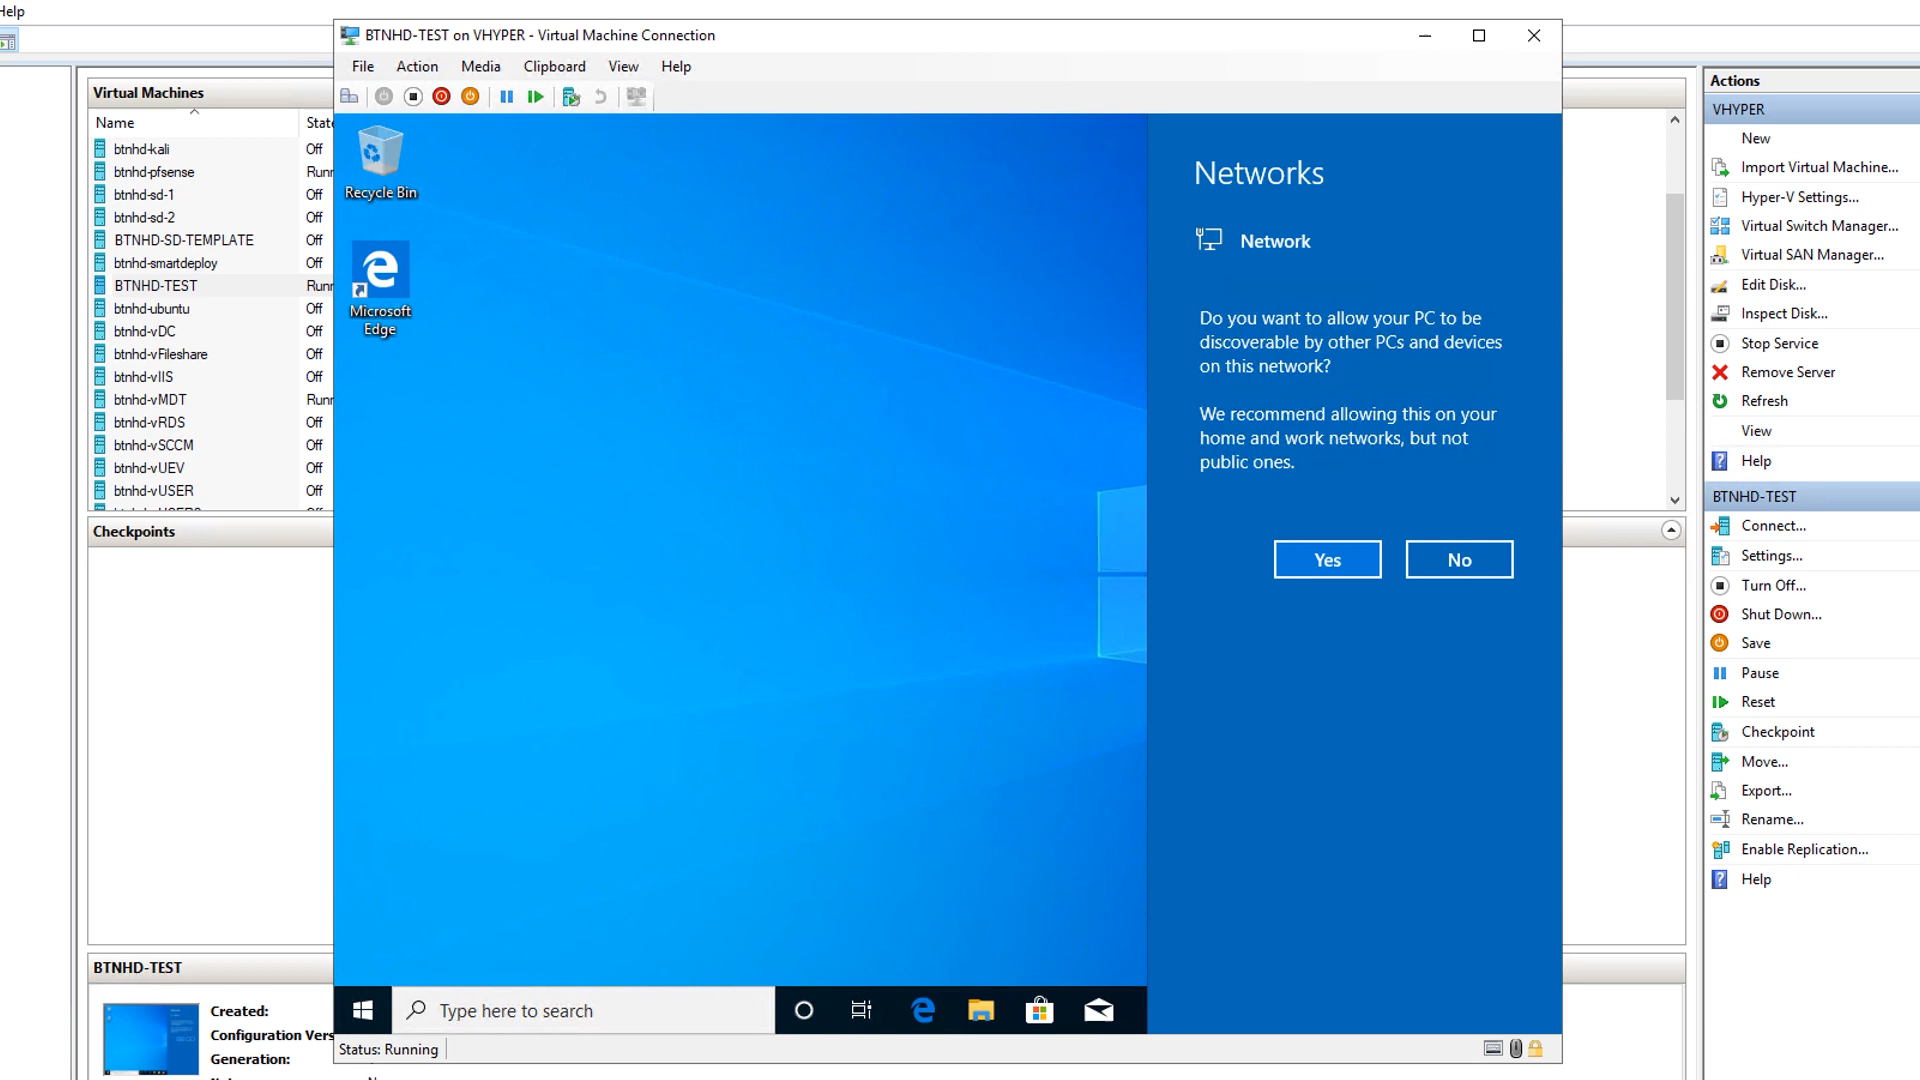 Help
BTNHD-TEST on VHYPER - Virtual Machine Connection
File Action Media Clipboard View Help
Virtual Machines
Name State
btnhd-kali Off
btnhd-pfsense Runn
btnhd-sd-1 Off
btnhd-sd-2 Off
BTNHD-SD-TEMPLATE Off
btnhd-smartdeploy Off
BTNHD-TEST Runn
btnhd-ubuntu Off
btnhd-vDC Off
btnhd-vFileshare Off
btnhd-vIIS Off
btnhd-vMDT Runn
btnhd-vRDS Off
btnhd-vSCCM Off
btnhd-vUEV Off
btnhd-vUSER Off
Checkpoints
BTNHD-TEST
Created:
Configuration Vers
Generation:
Recycle Bin
Microsoft
Edge
Networks
Network
Do you want to allow your PC to be
discoverable by other PCs and devices
on this network?
We recommend allowing this on your
home and work networks, but not
public ones.
Yes No
Type here to search
Status: Running
Actions
VHYPER
New
Import Virtual Machine...
Hyper-V Settings...
Virtual Switch Manager...
Virtual SAN Manager...
Edit Disk...
Inspect Disk...
Stop Service
Remove Server
Refresh
View
Help
BTNHD-TEST
Connect...
Settings...
Turn Off...
Shut Down...
Save
Pause
Reset
Checkpoint
Move...
Export...
Rename...
Enable Replication...
Help